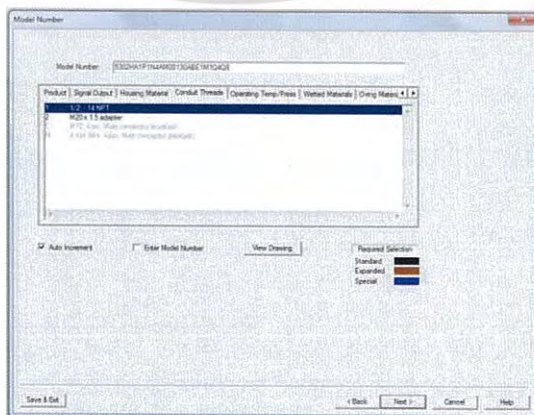 Model Number
Model Number:
Product Signal Output Housing Material Conduit Threads Operating Temp/Press Wetted Materials
1 1/2 - 14 NPT
2 M20 x 1.5 adapter
Auto Increment Enter Model Number View Drawing Required Selection
Standard
Expanded
Special
Save & Exit < Back Next > Cancel Help